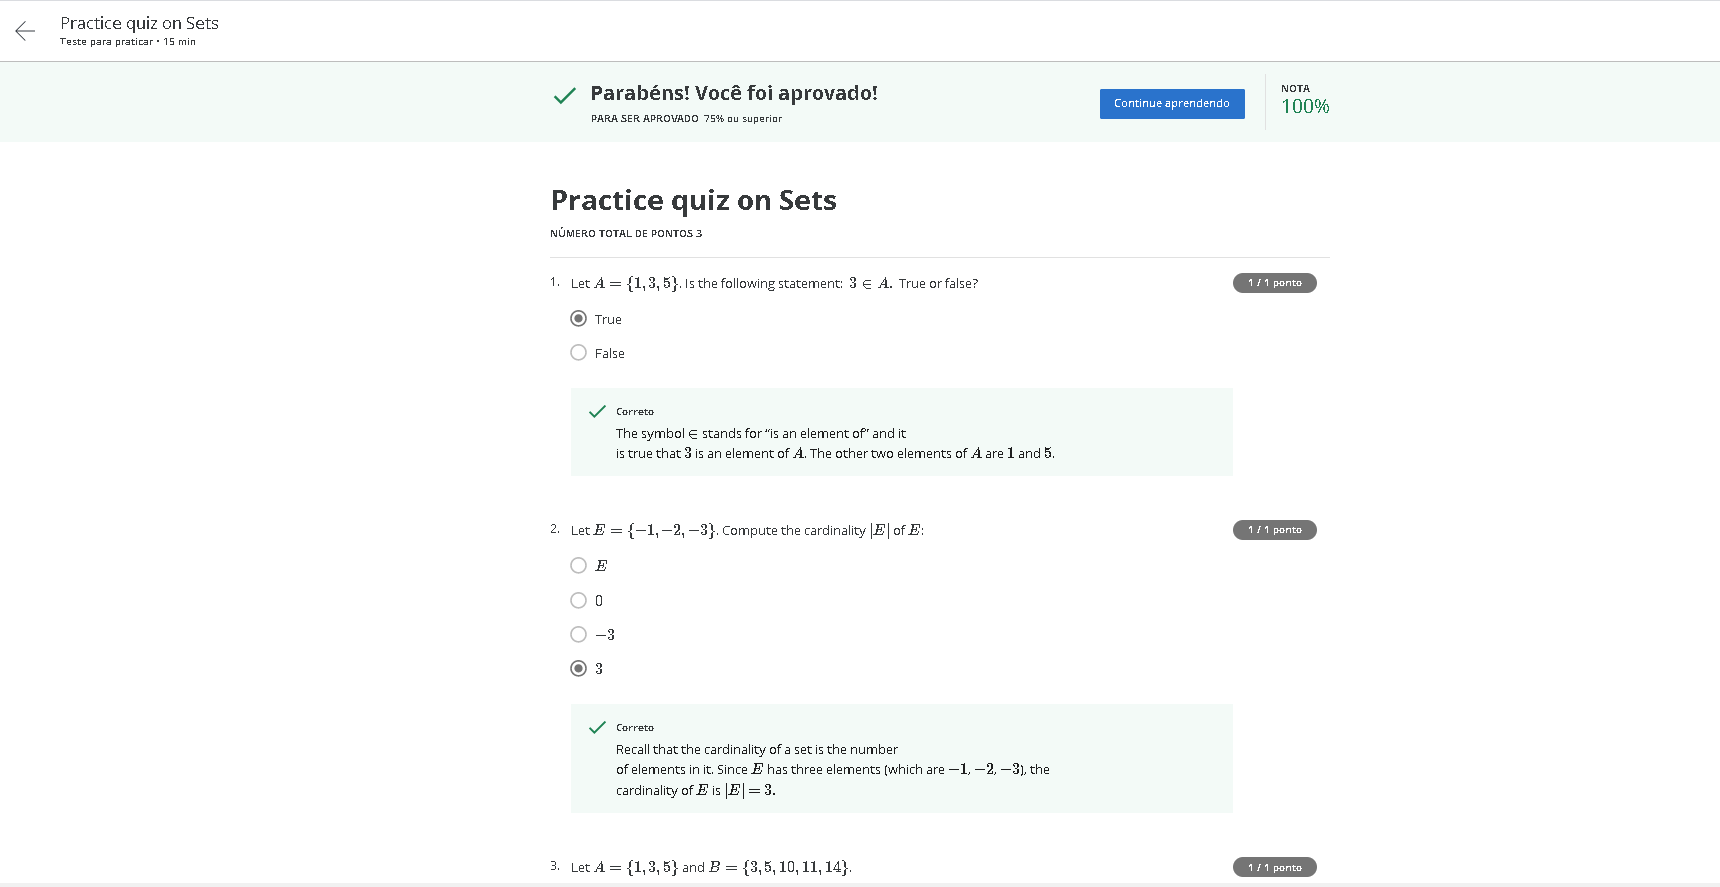 Practice quiz on Sets
Teste para praticar • 15 min
Parabéns! Você foi aprovado!
PARA SER APROVADO 75% ou superior
Continue aprendendo
NOTA
100%
Practice quiz on Sets
NÚMERO TOTAL DE PONTOS 3
1. Let A = {1, 3, 5}. Is the following statement: 3 ∈ A. True or false?
1 / 1 ponto
True
False
Correto
The symbol ∈ stands for “is an element of” and it
is true that 3 is an element of A. The other two elements of A are 1 and 5.
2. Let E = {−1, −2, −3}. Compute the cardinality |E| of E:
1 / 1 ponto
E
0
−3
3
Correto
Recall that the cardinality of a set is the number
of elements in it. Since E has three elements (which are −1, −2, −3), the
cardinality of E is |E| = 3.
3. Let A = {1, 3, 5} and B = {3, 5, 10, 11, 14}.
1 / 1 ponto